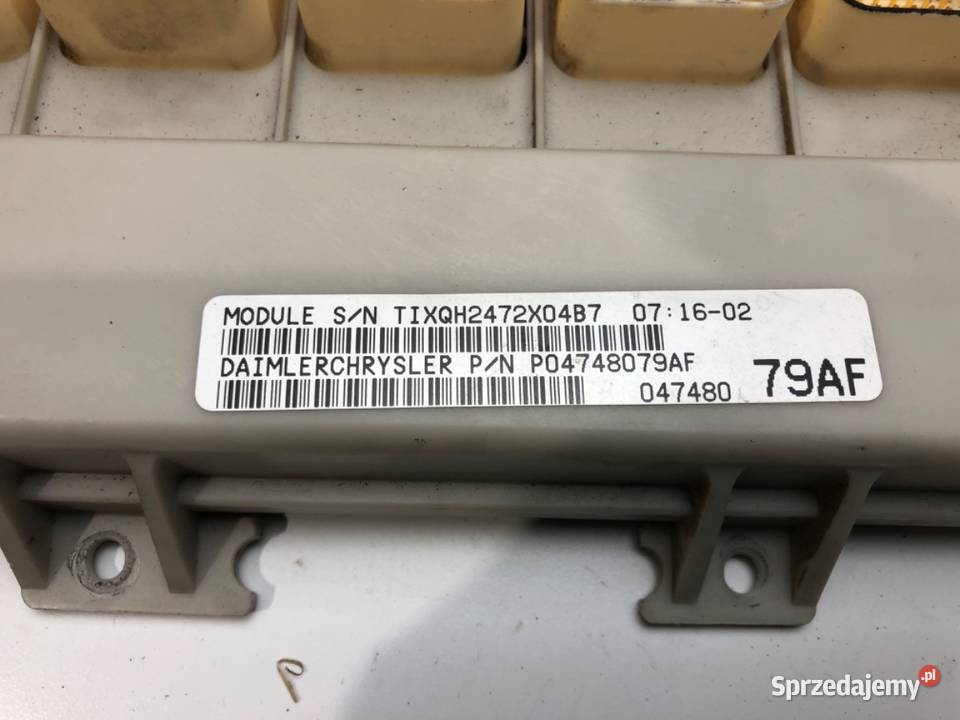 MODULE S/N TIXQH2472X04B7 07:16-02
DAIMLERCHRYSLER P/N P04748079AF
047480 79AF
Sprzedajemy.pl